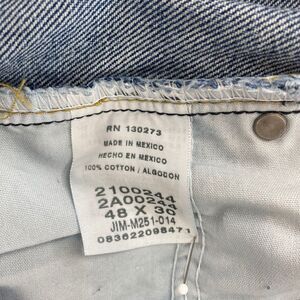 RN 130273
MADE IN MEXICO
HECHO EN MEXICO
100% COTTON / ALGODON
2100244
2A00244
48 X 30
JIM-M251-014
083622098471